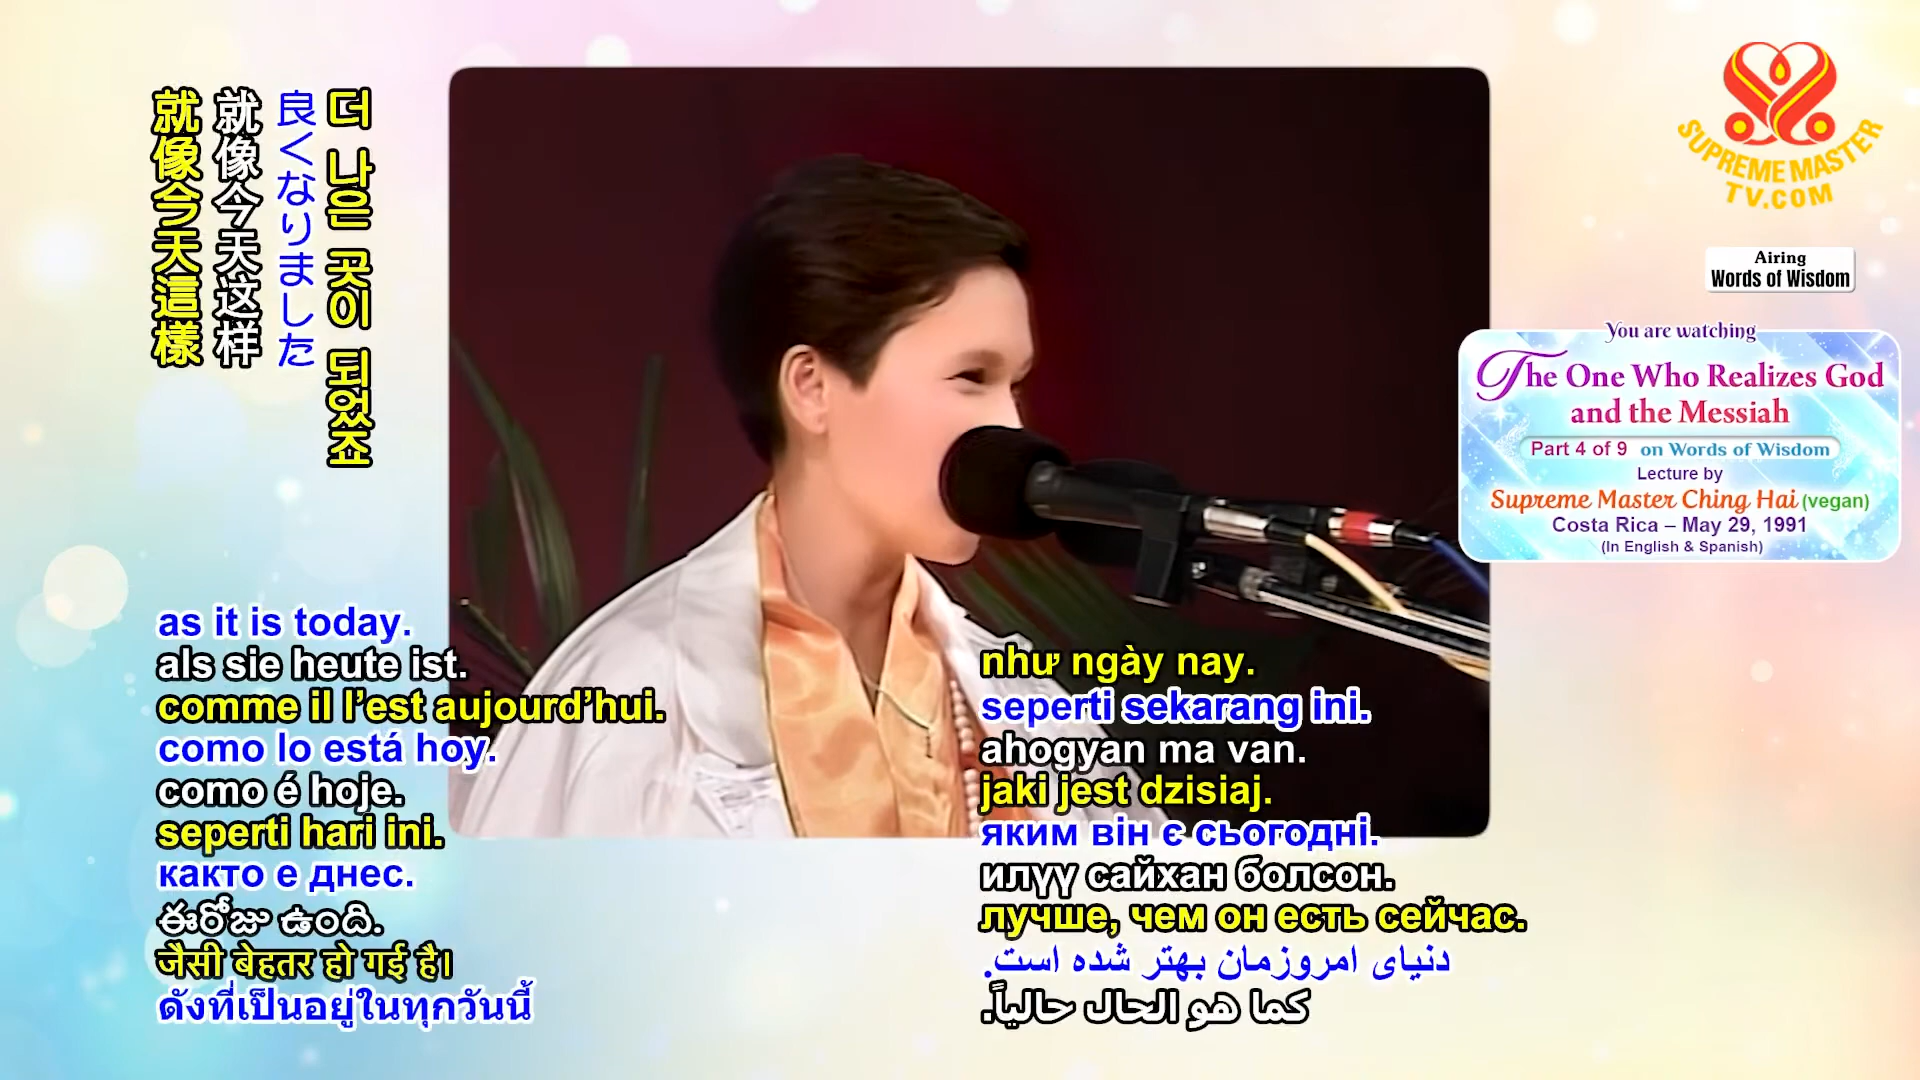 더 나은 곳이 되었죠
良くなりました
就像今天这样
就像今天這樣
SUPREME MASTER
TV.COM
Airing
Words of Wisdom
You are watching
The One Who Realizes God
and the Messiah
Part 4 of 9 on Words of Wisdom
Lecture by
Supreme Master Ching Hai (vegan)
Costa Rica – May 29, 1991
(In English & Spanish)
as it is today.
als sie heute ist.
comme il l’est aujourd’hui.
como lo está hoy.
como é hoje.
seperti hari ini.
както е днес.
ఈరోజు ఉంది.
जैसी बेहतर हो गई है।
ดังที่เป็นอยู่ในทุกวันนี้
như ngày nay.
seperti sekarang ini.
ahogyan ma van.
jaki jest dzisiaj.
яким він є сьогодні.
илүү сайхан болсон.
лучше, чем он есть сейчас.
دنیای امروزمان بهتر شده است.
كما هو الحال حالياً.